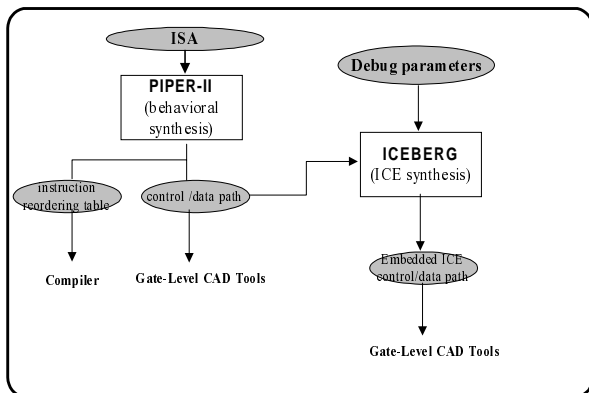 ISA
PIPER-II
(behavioral
synthesis)
Debug parameters
ICEBERG
(ICE synthesis)
instruction
reordering table
control /data path
Compiler
Gate-Level CAD Tools
Embedded ICE
control/data path
Gate-Level CAD Tools